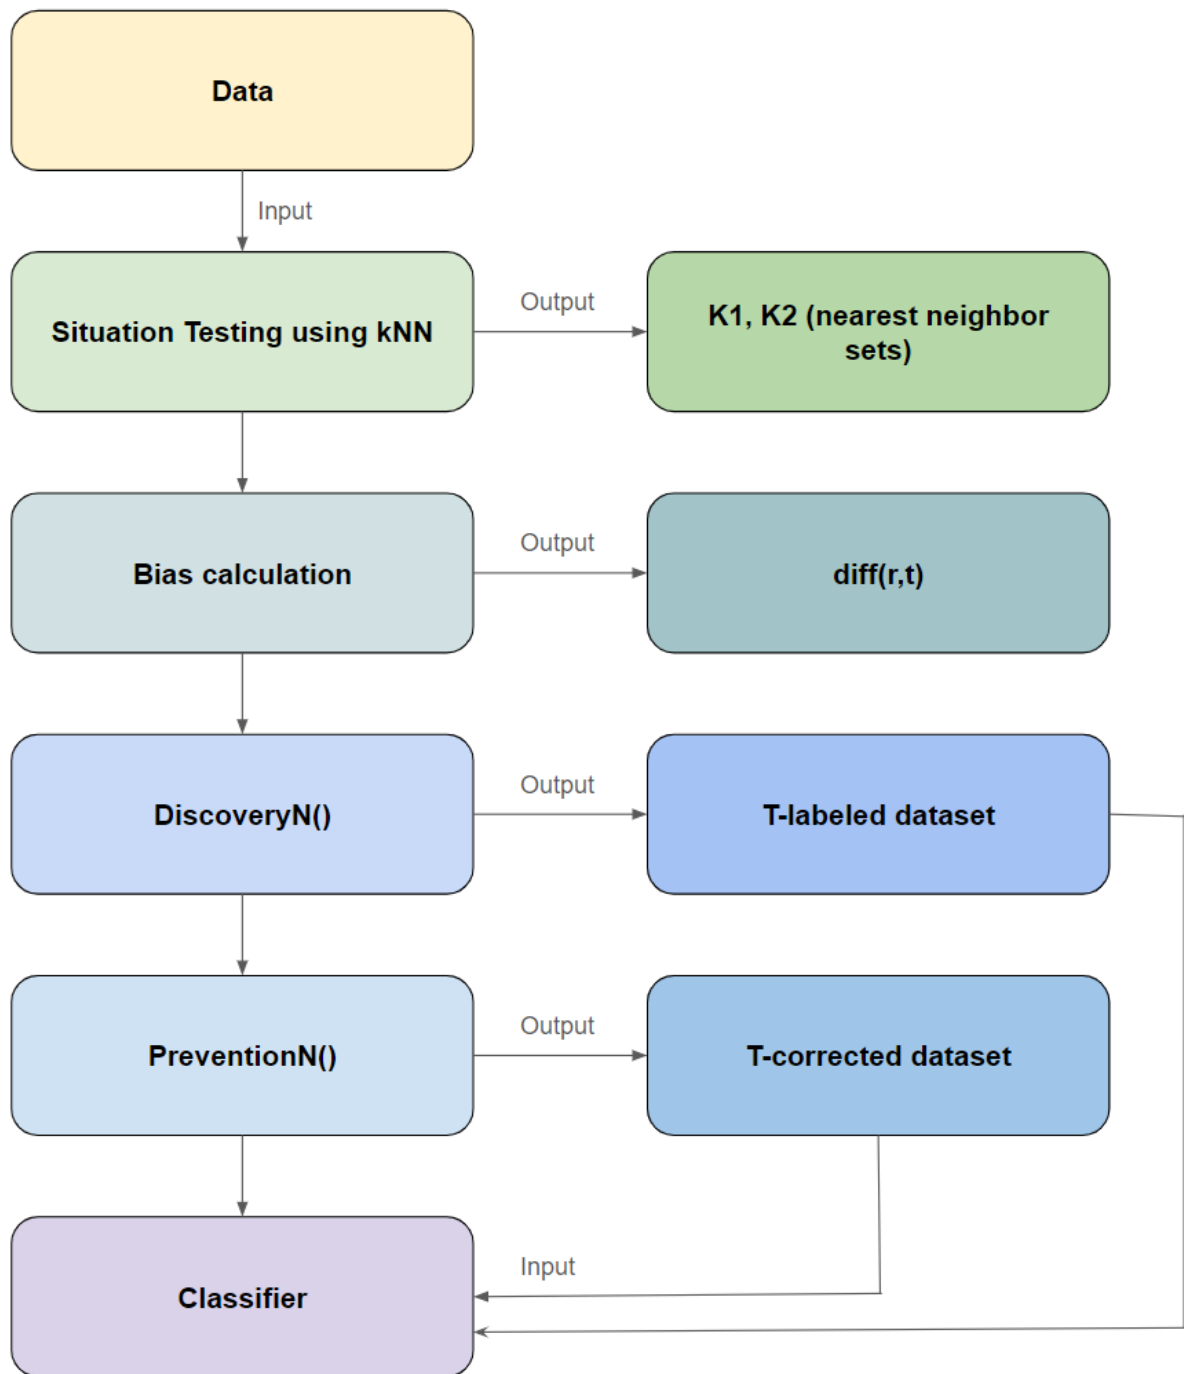 Data
Input
Situation Testing using kNN
Output
K1, K2 (nearest neighbor
sets)
Bias calculation
Output
diff(r,t)
DiscoveryN()
Output
T-labeled dataset
PreventionN()
Output
T-corrected dataset
Classifier
Input